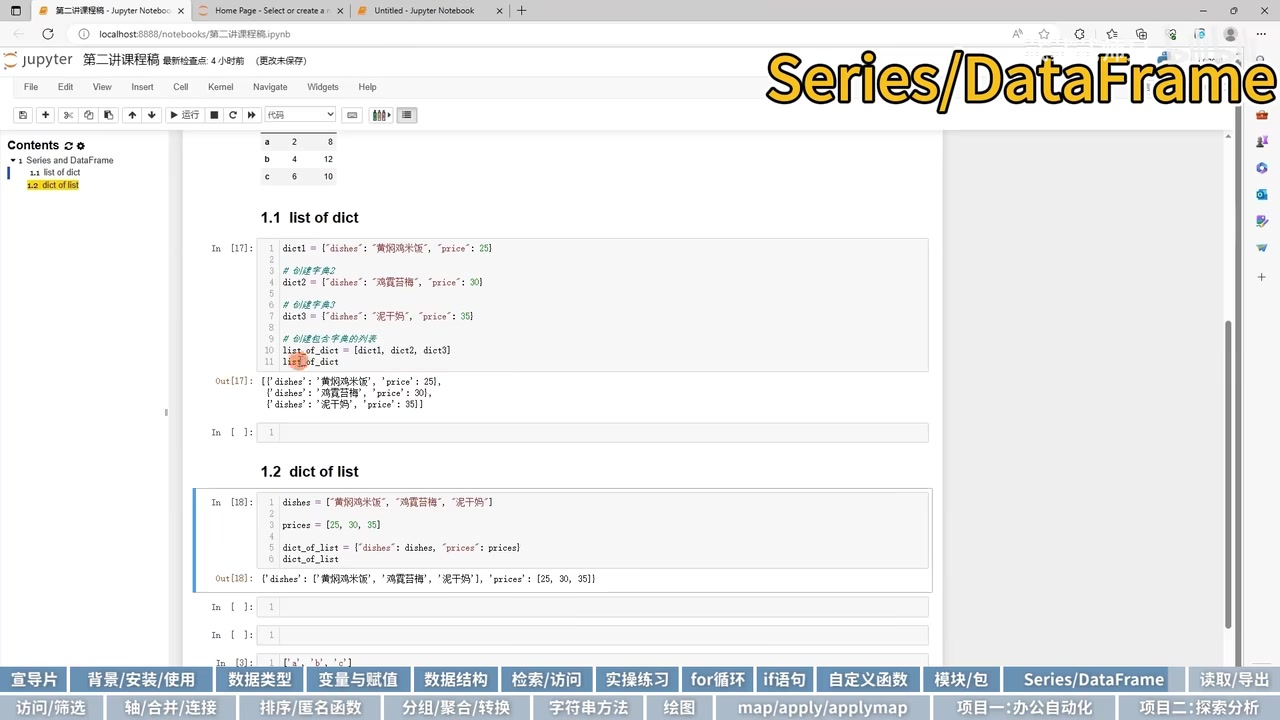 第二讲课程稿 - Jupyter Notebook
Home Page - Select or create a n
Untitled - Jupyter Notebook
localhost:8888/notebooks/第二讲课程稿.ipynb
jupyter 第二讲课程稿 最新检查点: 4 小时前 (更改未保存)
Series/DataFrame
File Edit View Insert Cell Kernel Navigate Widgets Help
运行 代码
Contents
1 Series and DataFrame
1.1 list of dict
1.2 dict of list
a 2 8
b 4 12
c 6 10
1.1 list of dict
In [17]:
1 dict1 = {"dishes": "黄焖鸡米饭", "price": 25}
2
3 # 创建字典2
4 dict2 = {"dishes": "鸡霓苔梅", "price": 30}
5
6 # 创建字典3
7 dict3 = {"dishes": "泥干妈", "price": 35}
8
9 # 创建包含字典的列表
10 list_of_dict = [dict1, dict2, dict3]
11 list_of_dict
Out[17]: [{'dishes': '黄焖鸡米饭', 'price': 25},
{'dishes': '鸡霓苔梅', 'price': 30},
{'dishes': '泥干妈', 'price': 35}]
In [ ]: 1
1.2 dict of list
In [18]:
1 dishes = ["黄焖鸡米饭", "鸡霓苔梅", "泥干妈"]
2
3 prices = [25, 30, 35]
4
5 dict_of_list = {"dishes": dishes, "prices": prices}
6 dict_of_list
Out[18]: {'dishes': ['黄焖鸡米饭', '鸡霓苔梅', '泥干妈'], 'prices': [25, 30, 35]}
In [ ]: 1
In [ ]: 1
In [3]: 1 ['a', 'b', 'c']
宣导片 背景/安装/使用 数据类型 变量与赋值 数据结构 检索/访问 实操练习 for循环 if语句 自定义函数 模块/包 Series/DataFrame 读取/导出
访问/筛选 轴/合并/连接 排序/匿名函数 分组/聚合/转换 字符串方法 绘图 map/apply/applymap 项目一:办公自动化 项目二:探索分析